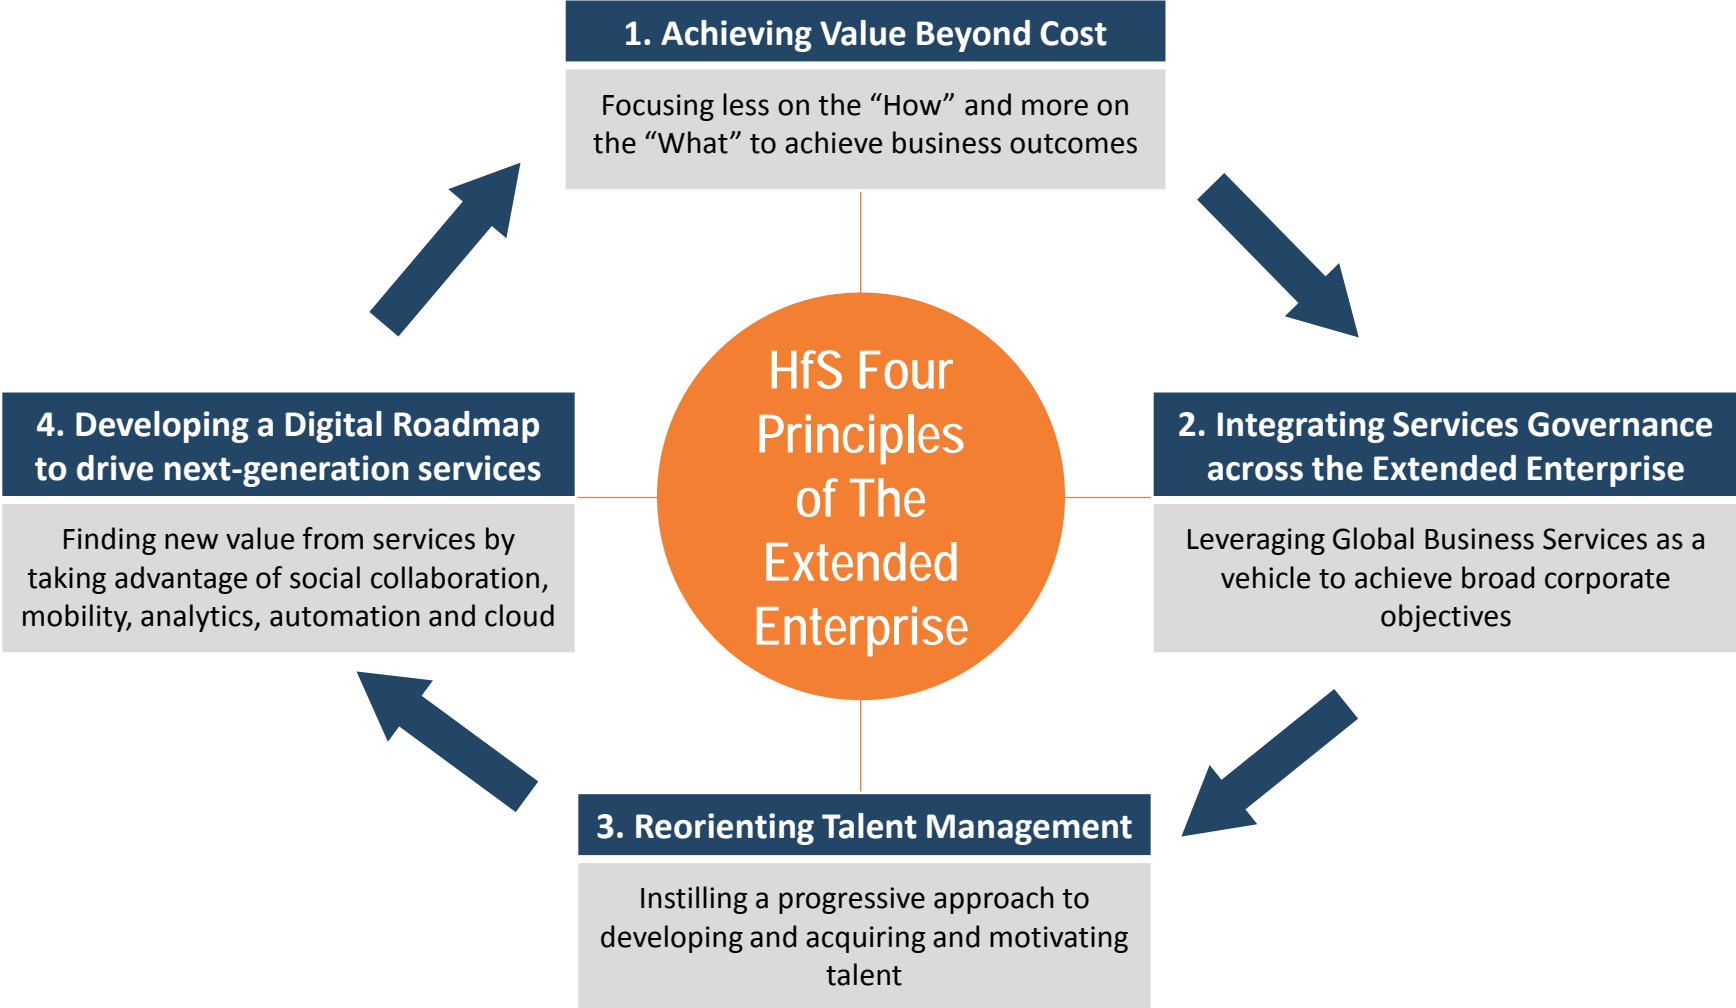 1. Achieving Value Beyond Cost
Focusing less on the “How” and more on
the “What” to achieve business outcomes
HfS Four
Principles
of The
Extended
Enterprise
2. Integrating Services Governance
across the Extended Enterprise
Leveraging Global Business Services as a
vehicle to achieve broad corporate
objectives
3. Reorienting Talent Management
Instilling a progressive approach to
developing and acquiring and motivating
talent
4. Developing a Digital Roadmap
to drive next-generation services
Finding new value from services by
taking advantage of social collaboration,
mobility, analytics, automation and cloud